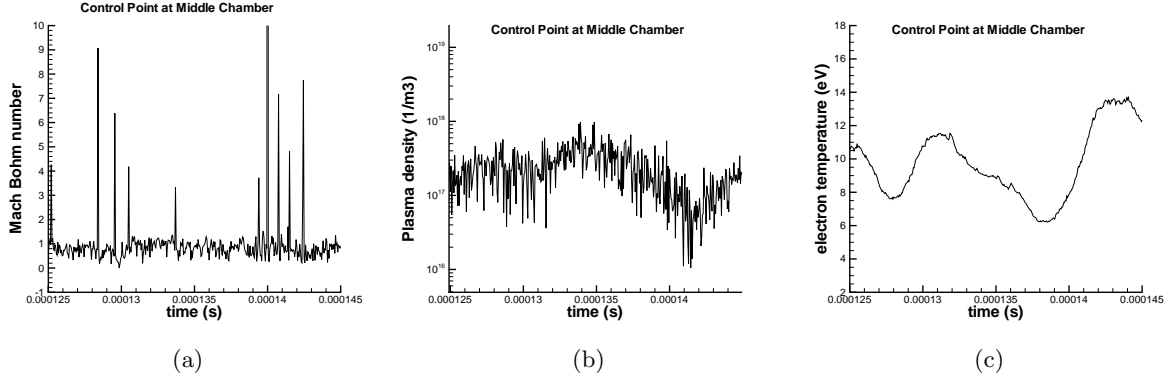 Control Point at Middle Chamber
Mach Bohm number
10
9
8
7
6
5
4
3
2
1
0
-1
0.000125 0.00013 0.000135 0.00014 0.000145
time (s)
(a)
Control Point at Middle Chamber
Plasma density (1/m3)
10^19
10^18
10^17
10^16
0.000125 0.00013 0.000135 0.00014
time (s)
(b)
Control Point at Middle Chamber
electron temperature (eV)
18
16
14
12
10
8
6
4
2
0.000125 0.00013 0.000135 0.00014 0.000145
time (s)
(c)